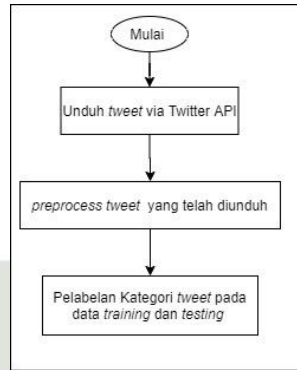 Mulai
Unduh tweet via Twitter API
preprocess tweet yang telah diunduh
Pelabelan Kategori tweet pada
data training dan testing